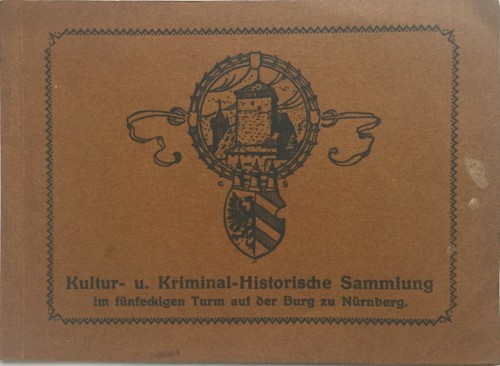 C S
Kultur- u. Kriminal-Historische Sammlung
im fünfeckigen Turm auf der Burg zu Nürnberg.